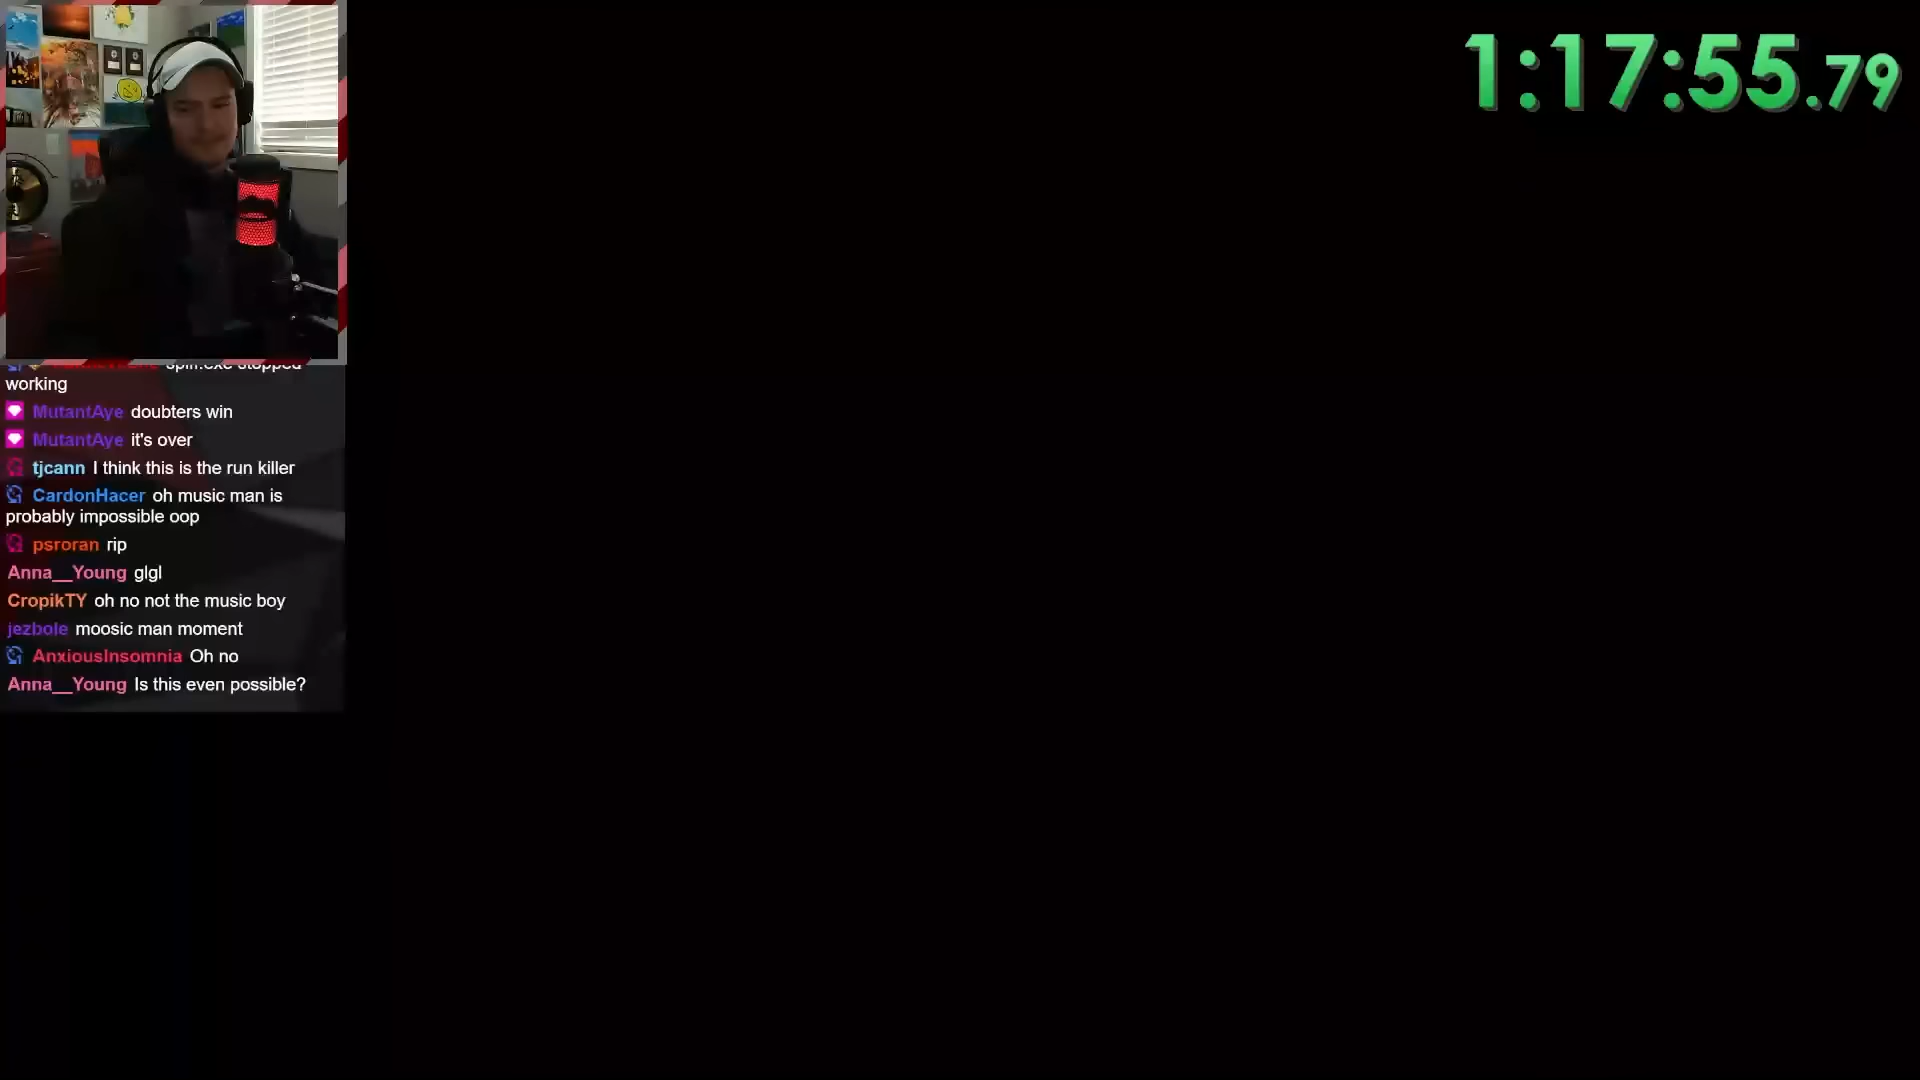 1:17:55.79
stopped
working
MutantAye doubters win
MutantAye it's over
tjcann I think this is the run killer
CardonHacer oh music man is
probably impossible oop
psroran rip
Anna__Young glgl
CropikTY oh no not the music boy
jezbole moosic man moment
AnxiousInsomnia Oh no
Anna__Young Is this even possible?